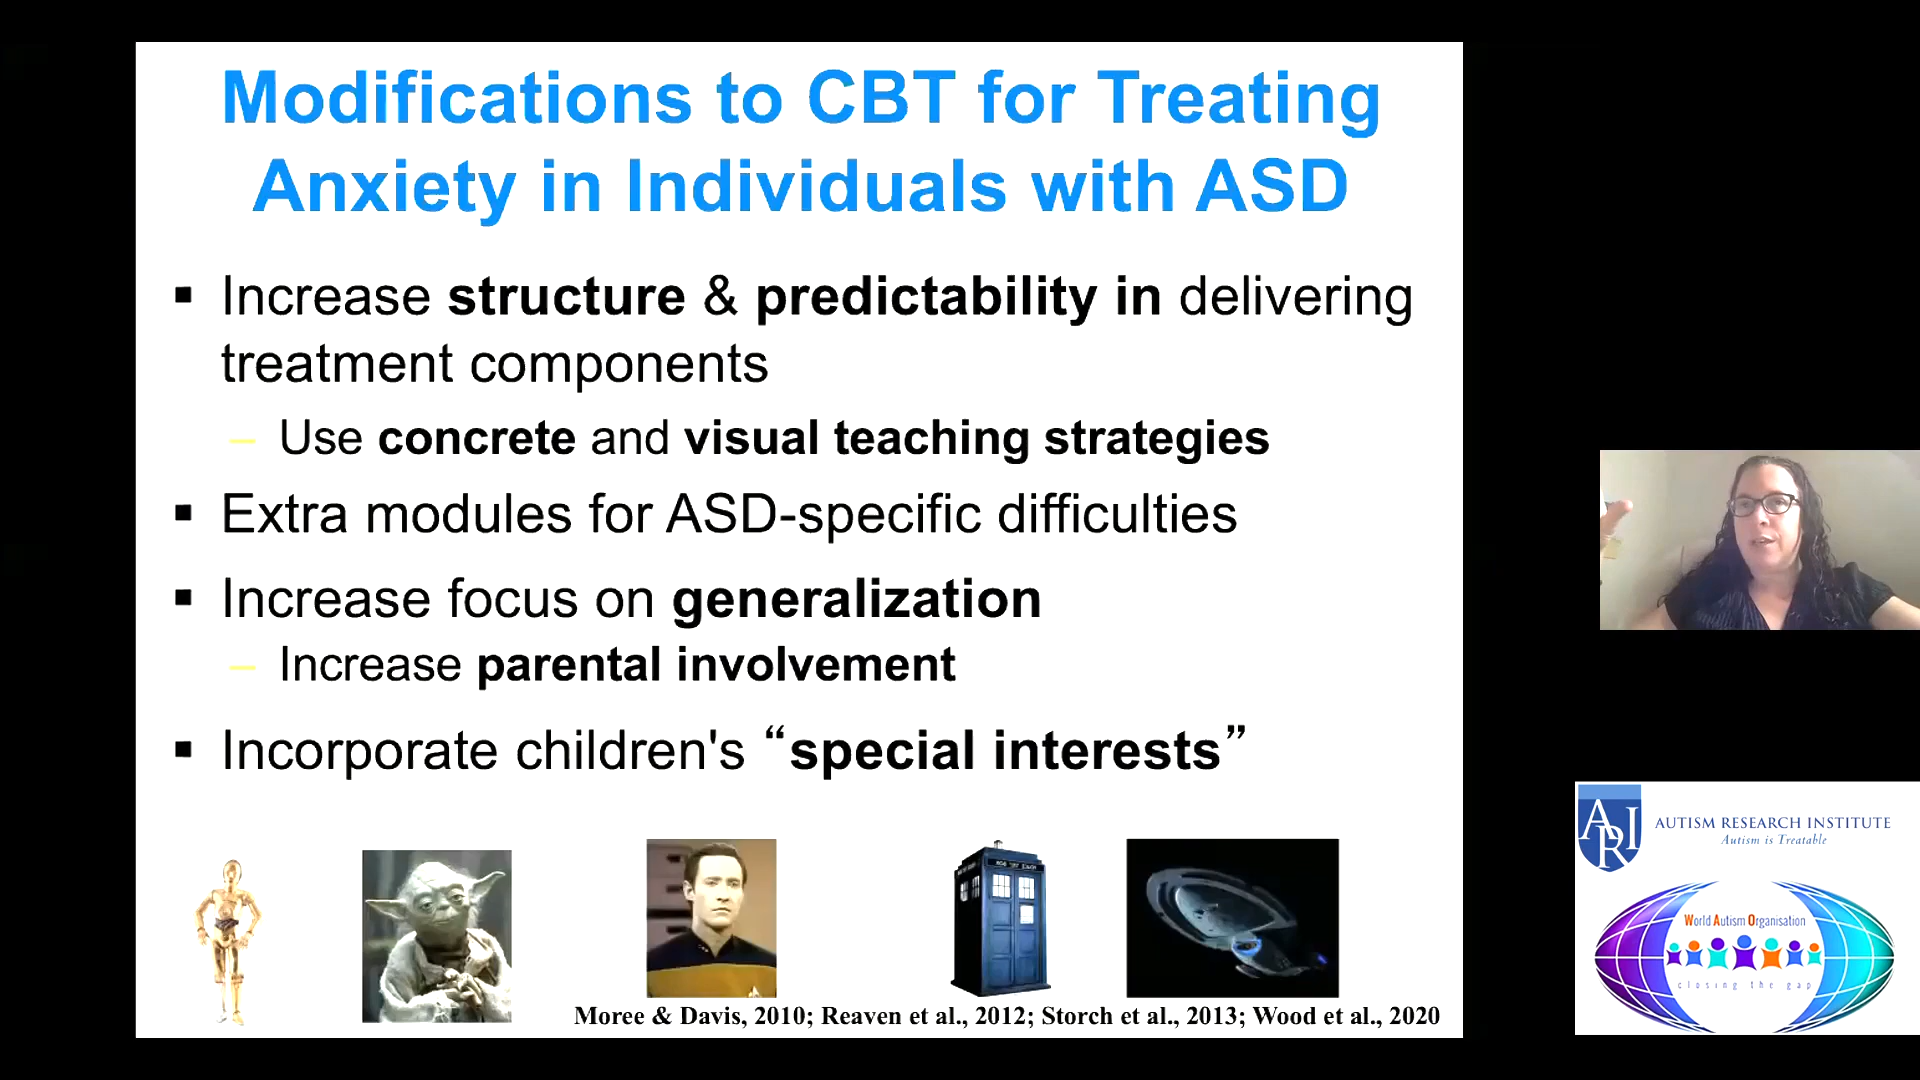 Modifications to CBT for Treating
Anxiety in Individuals with ASD
▪ Increase structure & predictability in delivering
treatment components
– Use concrete and visual teaching strategies
▪ Extra modules for ASD-specific difficulties
▪ Increase focus on generalization
– Increase parental involvement
▪ Incorporate children's “special interests”
Moree & Davis, 2010; Reaven et al., 2012; Storch et al., 2013; Wood et al., 2020
ARI
AUTISM RESEARCH INSTITUTE
Autism is Treatable
World Autism Organisation
closing the gap